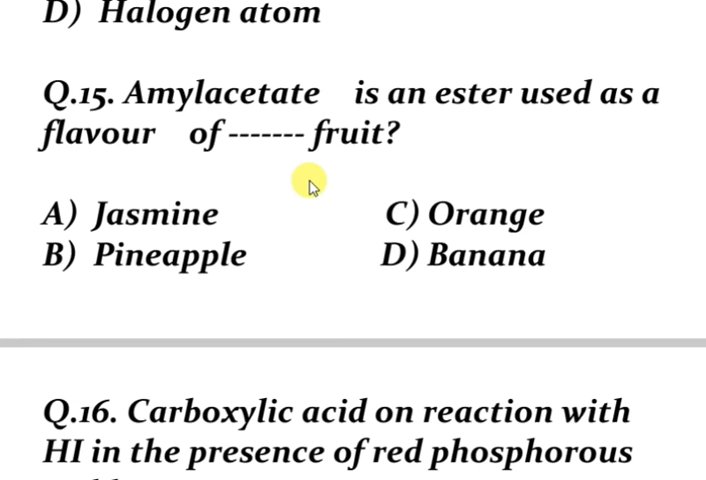 D) Halogen atom
Q.15. Amylacetate is an ester used as a
flavour of ------- fruit?
A) Jasmine
C) Orange
B) Pineapple
D) Banana
Q.16. Carboxylic acid on reaction with
HI in the presence of red phosphorous